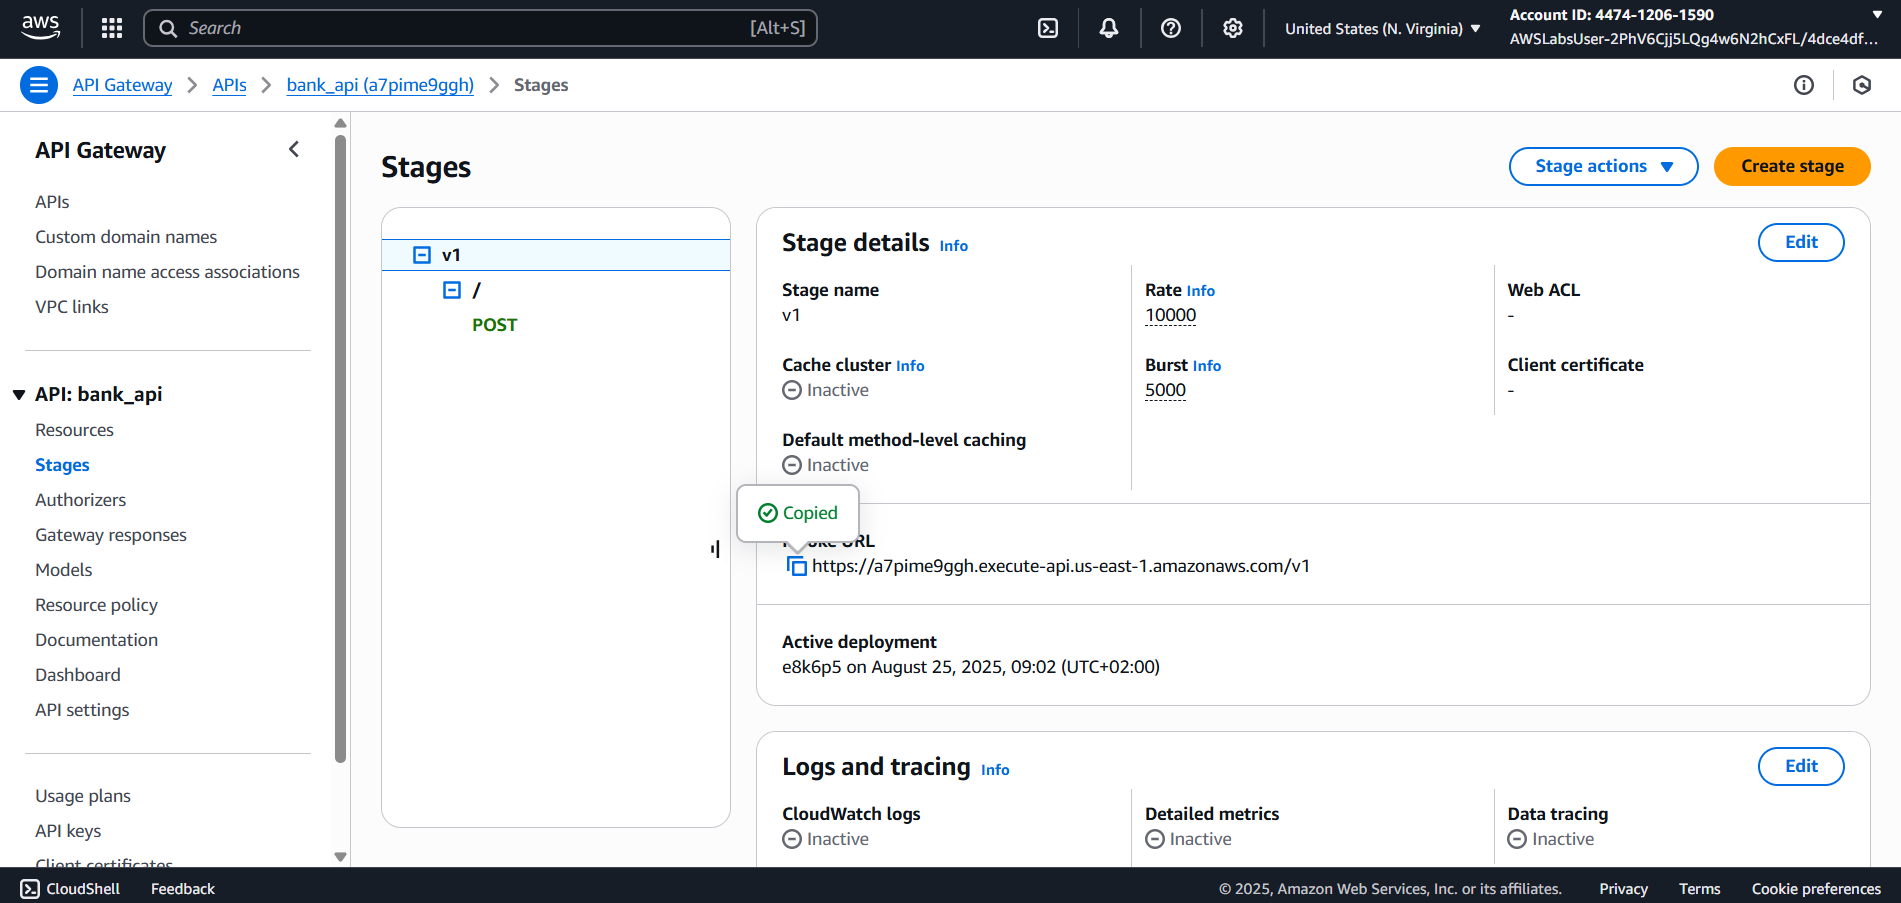 aws
Search
[Alt+S]
United States (N. Virginia)
Account ID: 4474-1206-1590
AWSLabsUser-2PhV6Cjj5LQg4w6N2hCxFL/4dce4df...
API Gateway
APIs
bank_api (a7pime9ggh)
Stages
API Gateway
APIs
Custom domain names
Domain name access associations
VPC links
API: bank_api
Resources
Stages
Authorizers
Gateway responses
Models
Resource policy
Documentation
Dashboard
API settings
Usage plans
API keys
Client certificates
Stages
Stage actions
Create stage
v1
/
POST
Stage details Info
Edit
Stage name
v1
Rate Info
10000
Web ACL
-
Cache cluster Info
Inactive
Burst Info
5000
Client certificate
-
Default method-level caching
Inactive
Copied
URL
https://a7pime9ggh.execute-api.us-east-1.amazonaws.com/v1
Active deployment
e8k6p5 on August 25, 2025, 09:02 (UTC+02:00)
Logs and tracing Info
Edit
CloudWatch logs
Inactive
Detailed metrics
Inactive
Data tracing
Inactive
CloudShell
Feedback
© 2025, Amazon Web Services, Inc. or its affiliates.
Privacy
Terms
Cookie preferences